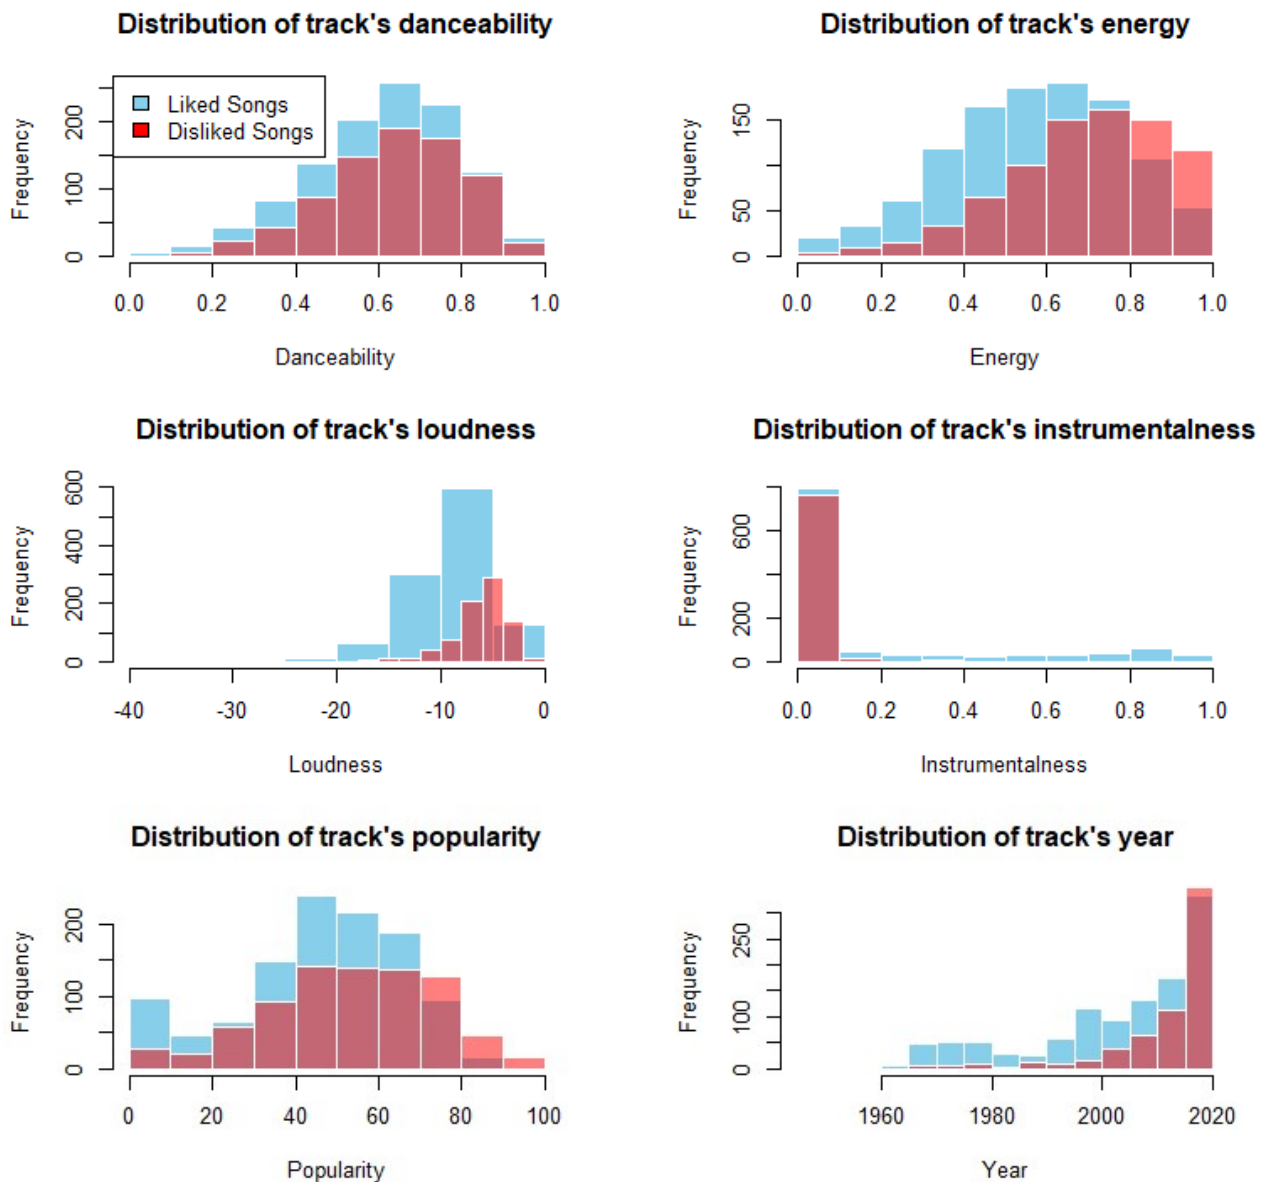 Distribution of track's danceability
Frequency
0
100
200
Liked Songs
Disliked Songs
0.0 0.2 0.4 0.6 0.8 1.0
Danceability
Distribution of track's energy
Frequency
0
50
150
0.0 0.2 0.4 0.6 0.8 1.0
Energy
Distribution of track's loudness
Frequency
0
200
400
600
-40 -30 -20 -10 0
Loudness
Distribution of track's instrumentalness
Frequency
0
200
600
0.0 0.2 0.4 0.6 0.8 1.0
Instrumentalness
Distribution of track's popularity
Frequency
0
100
200
0 20 40 60 80 100
Popularity
Distribution of track's year
Frequency
0
100
250
1960 1980 2000 2020
Year